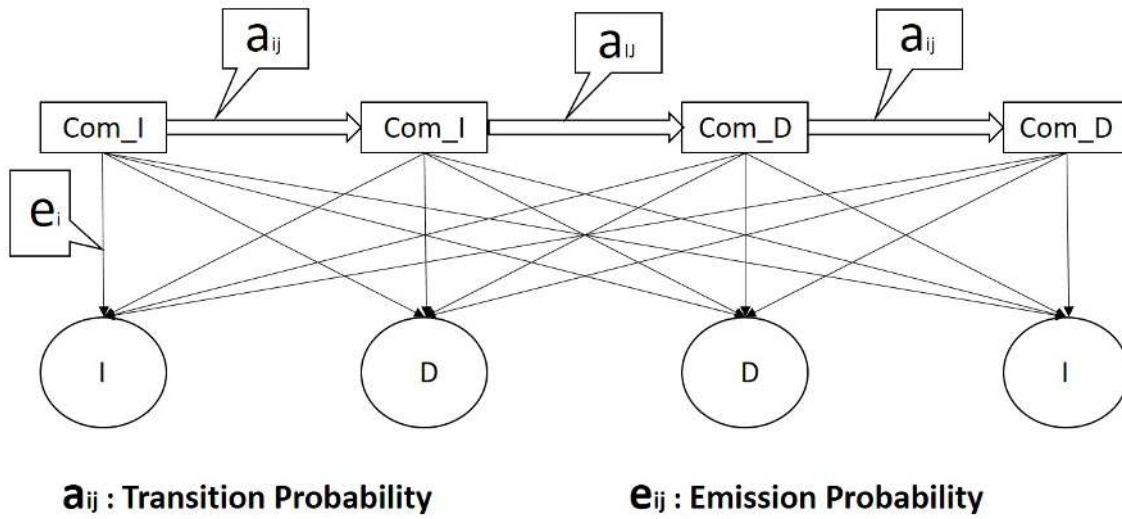 aij aIJ aij
Com_I Com_I Com_D Com_D
ei
I D D I
aij : Transition Probability eij : Emission Probability